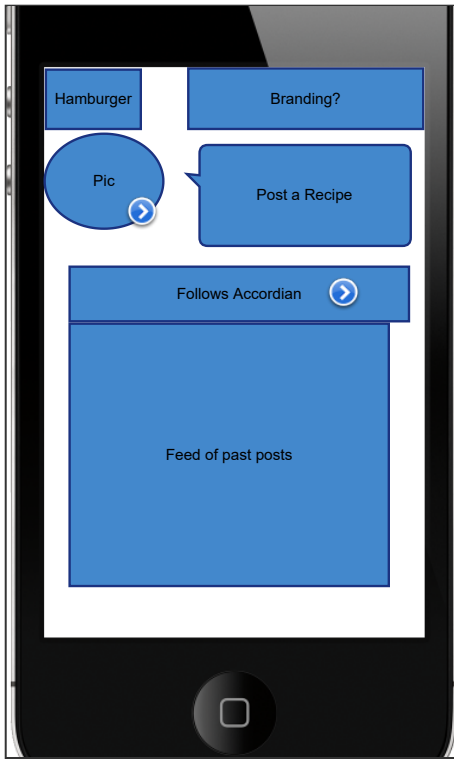 Hamburger
Branding?
Pic
Post a Recipe
Follows Accordian
Feed of past posts